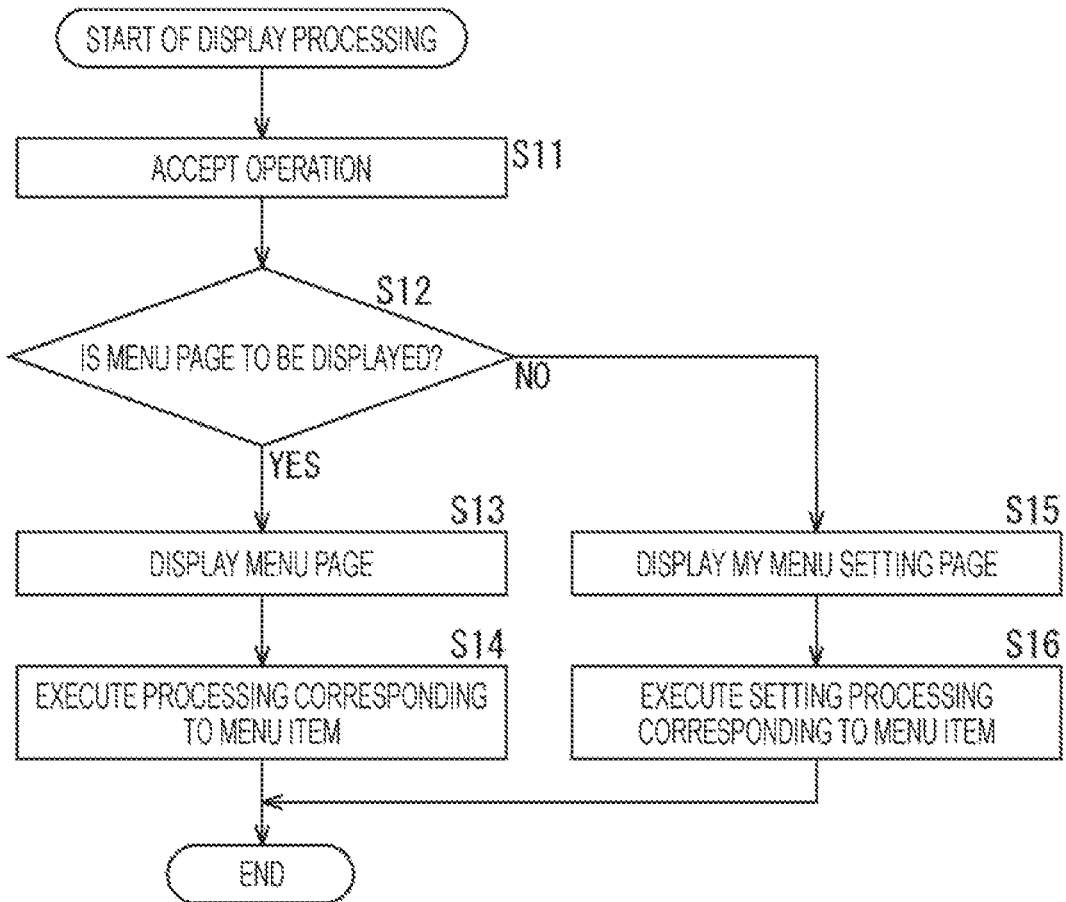 START OF DISPLAY PROCESSING
ACCEPT OPERATION
S11
S12
IS MENU PAGE TO BE DISPLAYED?
NO
YES
S13
DISPLAY MENU PAGE
S15
DISPLAY MY MENU SETTING PAGE
S14
EXECUTE PROCESSING CORRESPONDING
TO MENU ITEM
S16
EXECUTE SETTING PROCESSING
CORRESPONDING TO MENU ITEM
END